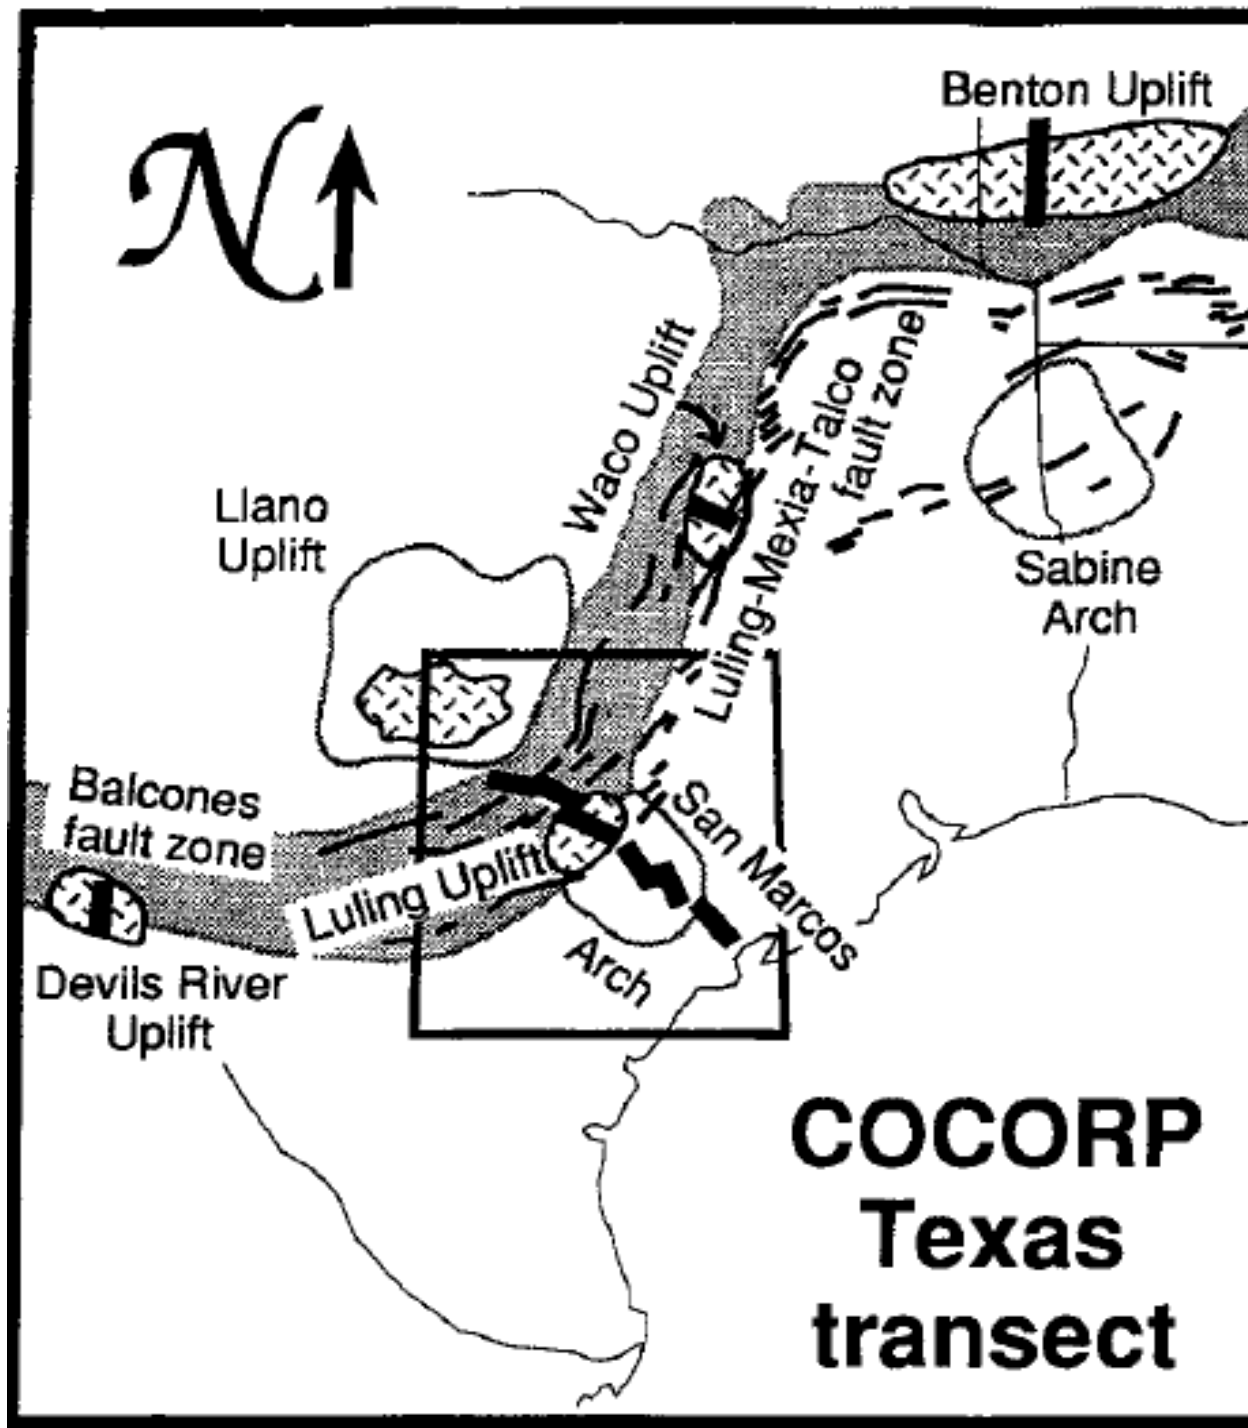 Benton Uplift
N
Waco Uplift
Luling-Mexia-Talco
fault zone
Llano
Uplift
Sabine
Arch
Balcones
fault zone
Luling Uplift
San Marcos
Arch
Devils River
Uplift
COCORP
Texas
transect